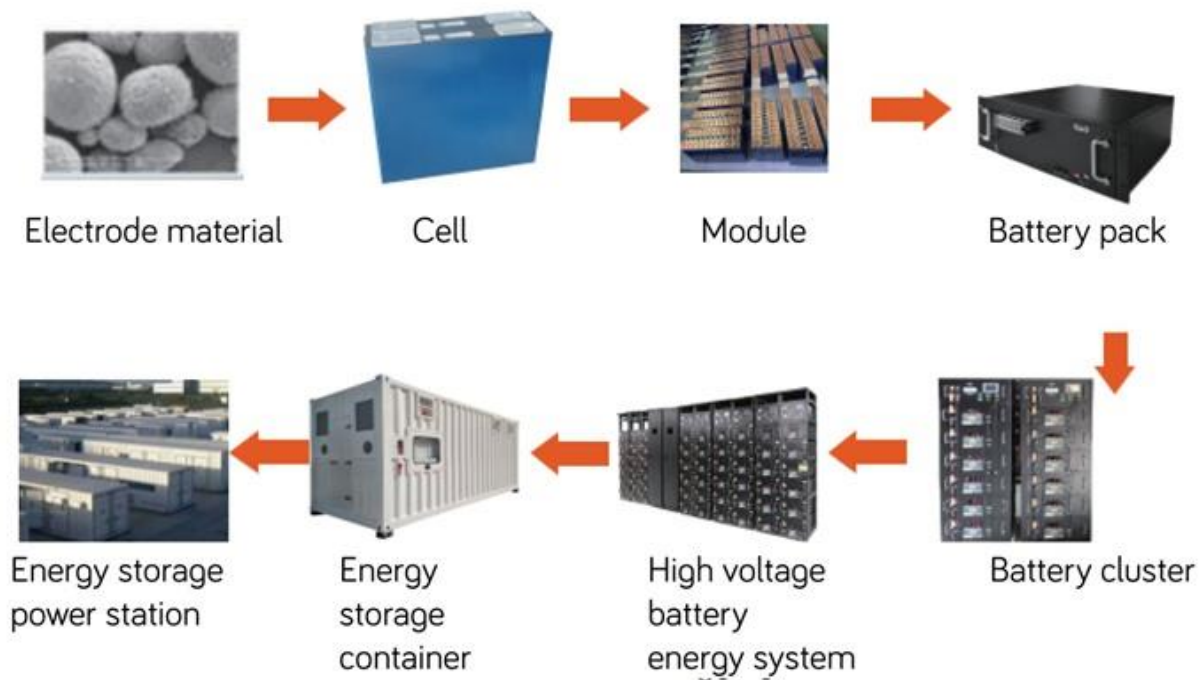 Electrode material
Cell
Module
Battery pack
Battery cluster
High voltage
battery
energy system
Energy
storage
container
Energy storage
power station